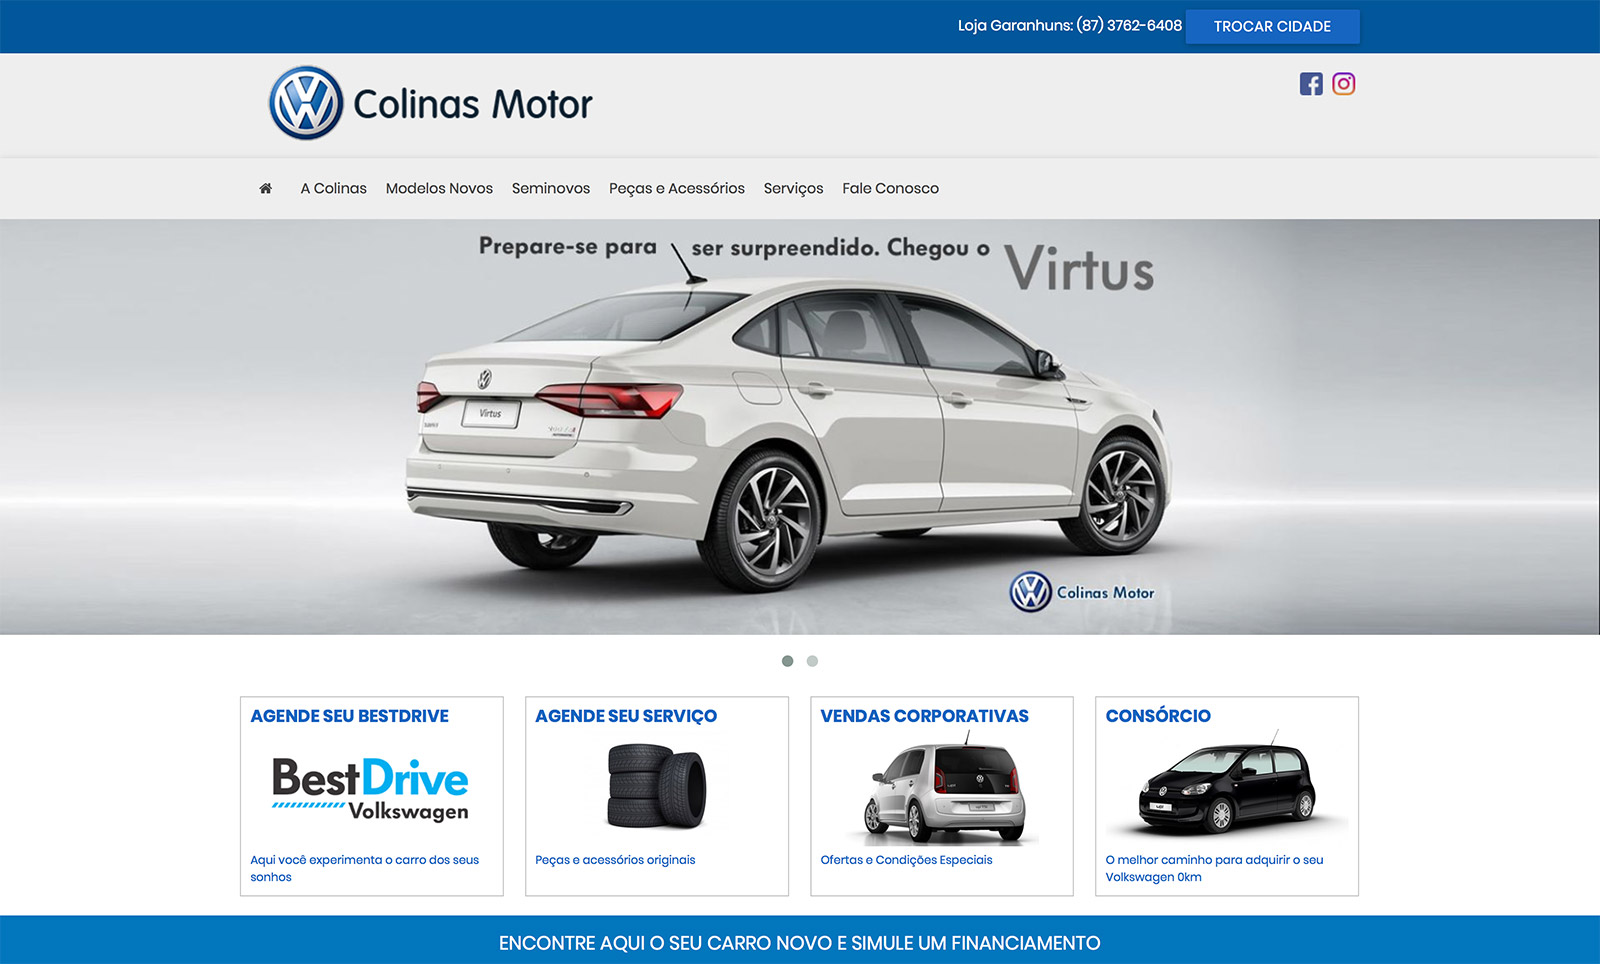 Loja Garanhuns: (87) 3762-6408 TROCAR CIDADE
Colinas Motor
A Colinas Modelos Novos Seminovos Peças e Acessórios Serviços Fale Conosco
Prepare-se para ser surpreendido. Chegou o Virtus
Virtus
Colinas Motor
AGENDE SEU BESTDRIVE
BestDrive
Volkswagen
Aqui você experimenta o carro dos seus
sonhos
AGENDE SEU SERVIÇO
Peças e acessórios originais
VENDAS CORPORATIVAS
Ofertas e Condições Especiais
CONSÓRCIO
O melhor caminho para adquirir o seu
Volkswagen 0km
ENCONTRE AQUI O SEU CARRO NOVO E SIMULE UM FINANCIAMENTO